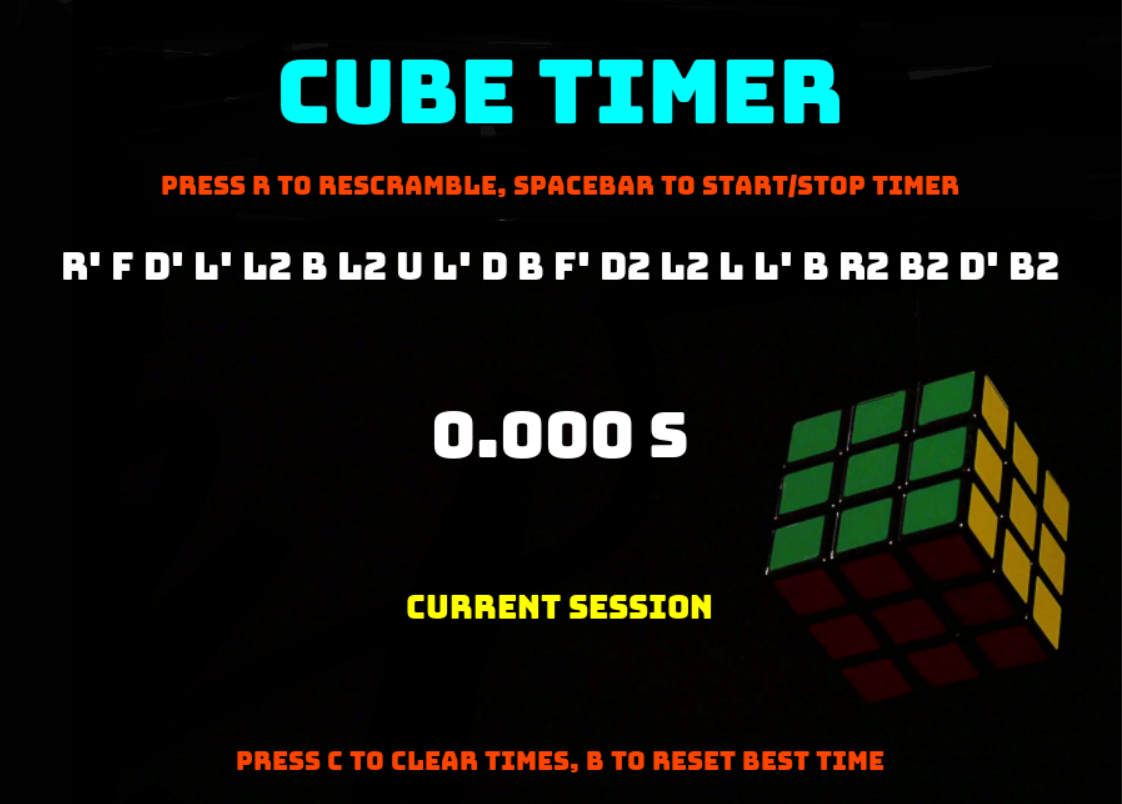 CUBE TIMER
PRESS R TO RESCRAMBLE, SPACEBAR TO START/STOP TIMER
R' F D' L' L2 B L2 U L' D B F' D2 L2 L L' B R2 B2 D' B2
0.000 S
CURRENT SESSION
PRESS C TO CLEAR TIMES, B TO RESET BEST TIME